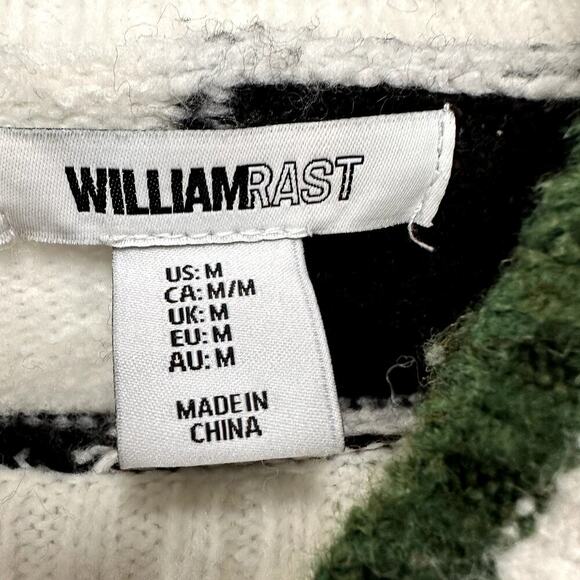 WILLIAMRAST
US: M
CA: M/M
UK: M
EU: M
AU: M
MADE IN
CHINA